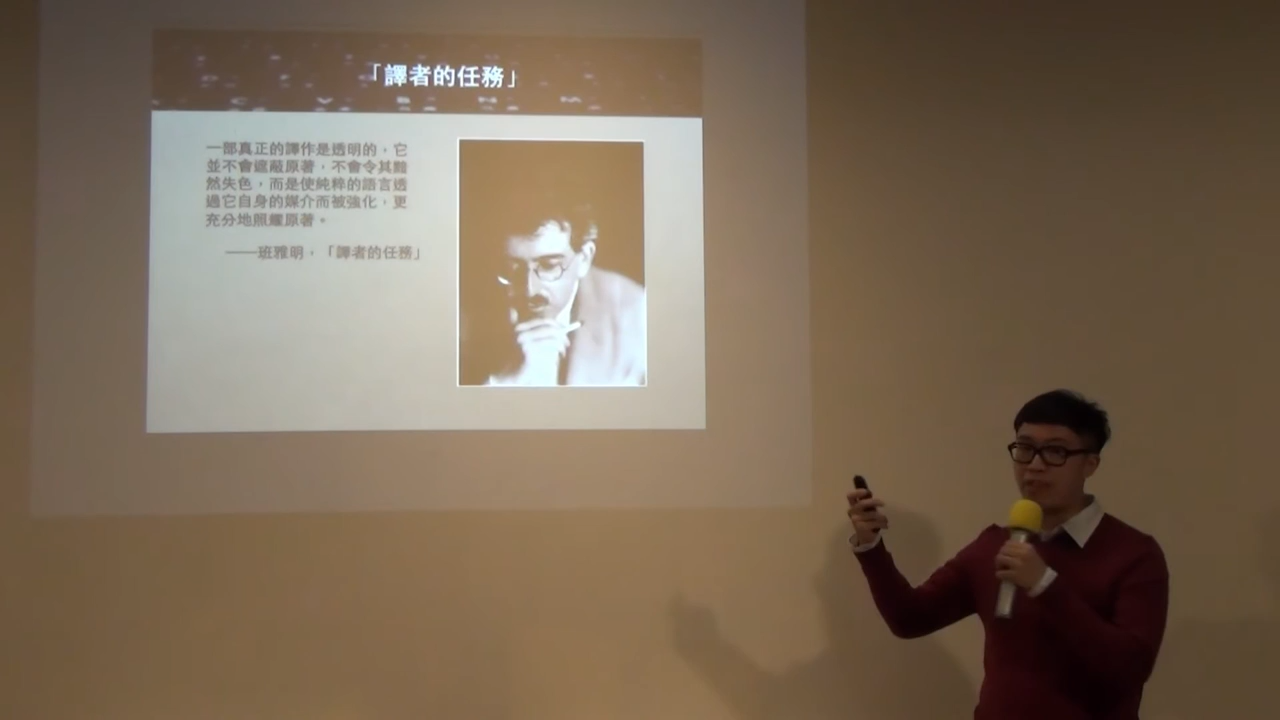 「譯者的任務」
一部真正的譯作是透明的，它
並不會遮蔽原著，不會令其黯
然失色，而是使純粹的語言透
過它自身的媒介而被強化，更
充分地照耀原著。
——班雅明，「譯者的任務」